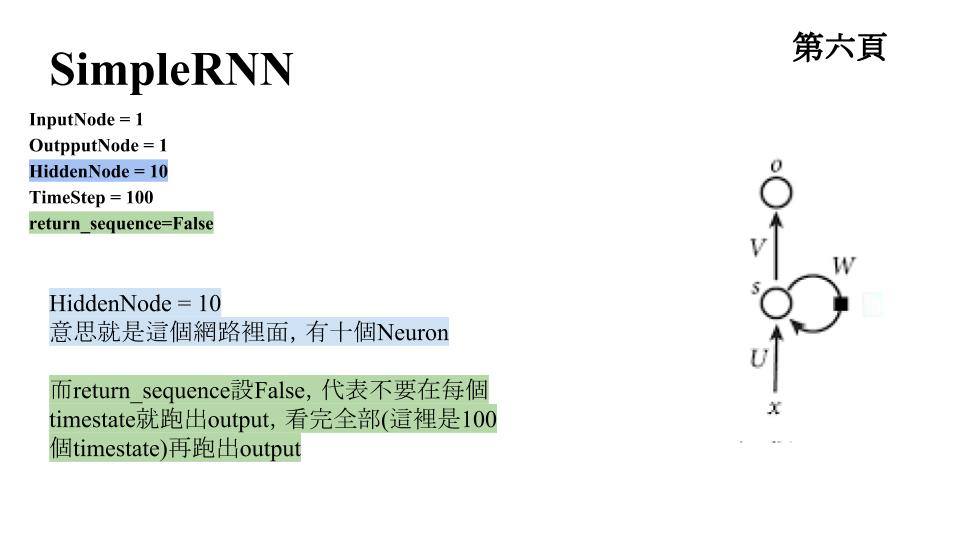 第六頁
SimpleRNN
InputNode = 1
OutpputNode = 1
HiddenNode = 10
TimeStep = 100
return_sequence=False
HiddenNode = 10
意思就是這個網路裡面, 有十個Neuron
而return_sequence設False, 代表不要在每個
timestate就跑出output, 看完全部(這裡是100
個timestate)再跑出output
o
V
W
s
U
x